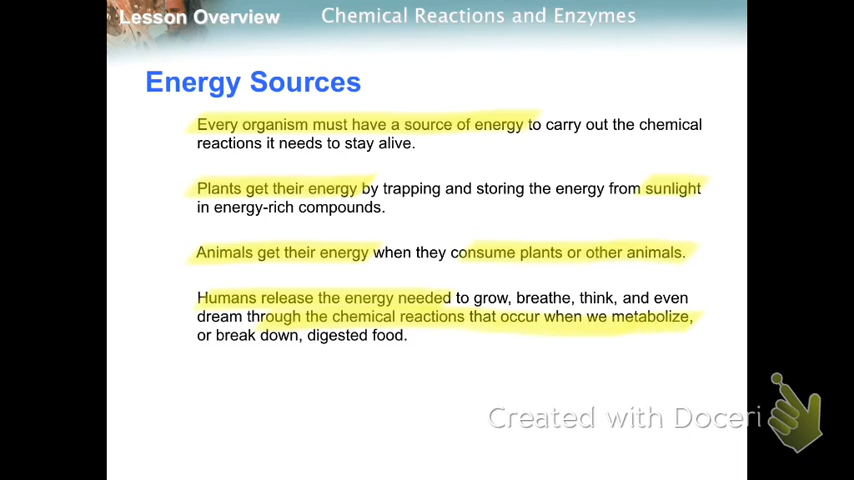 Lesson Overview Chemical Reactions and Enzymes
Energy Sources
Every organism must have a source of energy to carry out the chemical
reactions it needs to stay alive.
Plants get their energy by trapping and storing the energy from sunlight
in energy-rich compounds.
Animals get their energy when they consume plants or other animals.
Humans release the energy needed to grow, breathe, think, and even
dream through the chemical reactions that occur when we metabolize,
or break down, digested food.
Created with Doceri